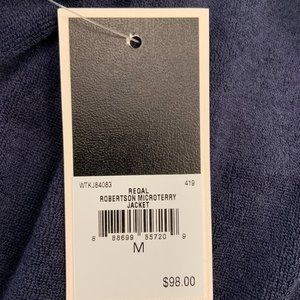 WTKJ84083 419
REGAL
ROBERTSON MICROTERRY
JACKET
8 88699 55720 9
M
$98.00